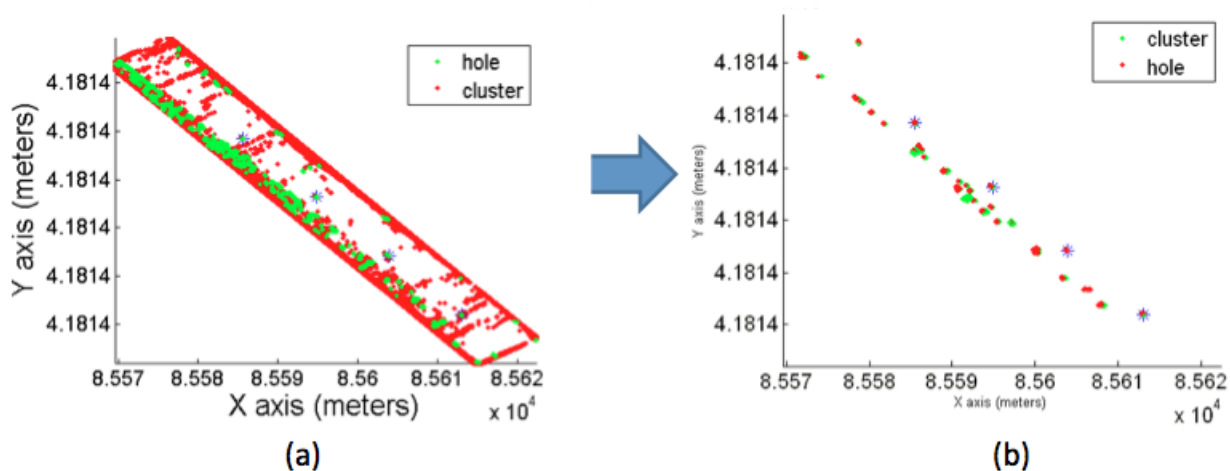 hole
cluster
4.1814
4.1814
4.1814
4.1814
4.1814
4.1814
Y axis (meters)
8.557 8.558 8.559 8.56 8.561 8.562
X axis (meters)
x 10⁴
(a)
cluster
hole
4.1814
4.1814
4.1814
4.1814
4.1814
4.1814
Y axis (meters)
8.557 8.558 8.559 8.56 8.561 8.562
X axis (meters)
x 10⁴
(b)